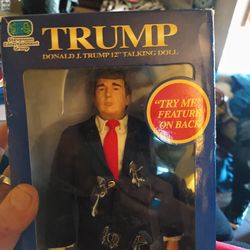 TRUMP
DONALD J. TRUMP 12" TALKING DOLL
"TRY ME"
FEATURE
ON BACK